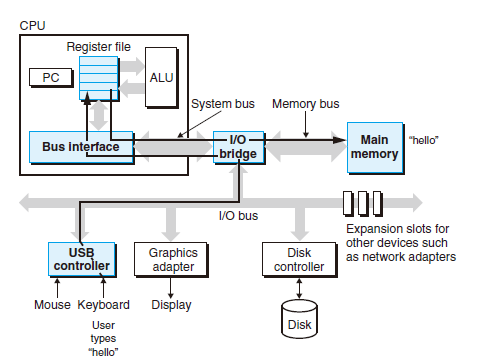 CPU
Register file
PC
ALU
System bus
Memory bus
Bus interface
I/O
bridge
Main
memory
"hello"
I/O bus
Expansion slots for
other devices such
as network adapters
USB
controller
Graphics
adapter
Disk
controller
Mouse
Keyboard
Display
User
types
"hello"
Disk